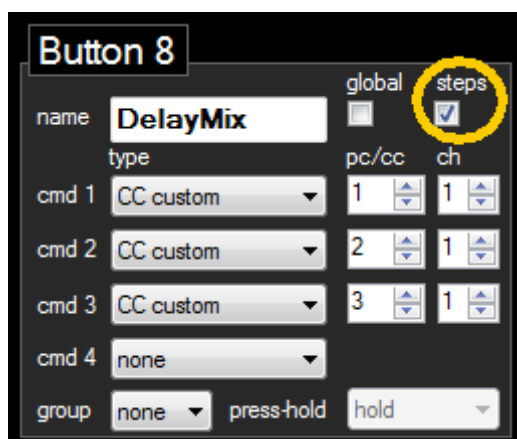 Button 8
global steps
name DelayMix
type pc/cc ch
cmd 1 CC custom 1 1
cmd 2 CC custom 2 1
cmd 3 CC custom 3 1
cmd 4 none
group none press-hold hold